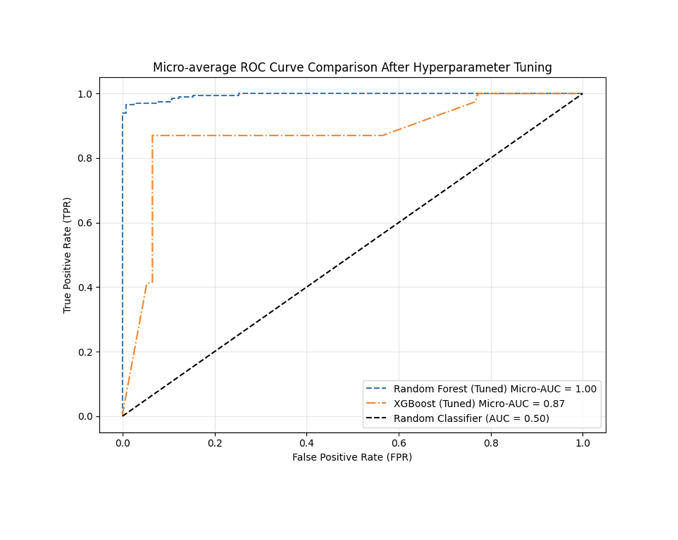 Micro-average ROC Curve Comparison After Hyperparameter Tuning
True Positive Rate (TPR)
1.0
0.8
0.6
0.4
0.2
0.0
Random Forest (Tuned) Micro-AUC = 1.00
XGBoost (Tuned) Micro-AUC = 0.87
Random Classifier (AUC = 0.50)
0.0 0.2 0.4 0.6 0.8 1.0
False Positive Rate (FPR)